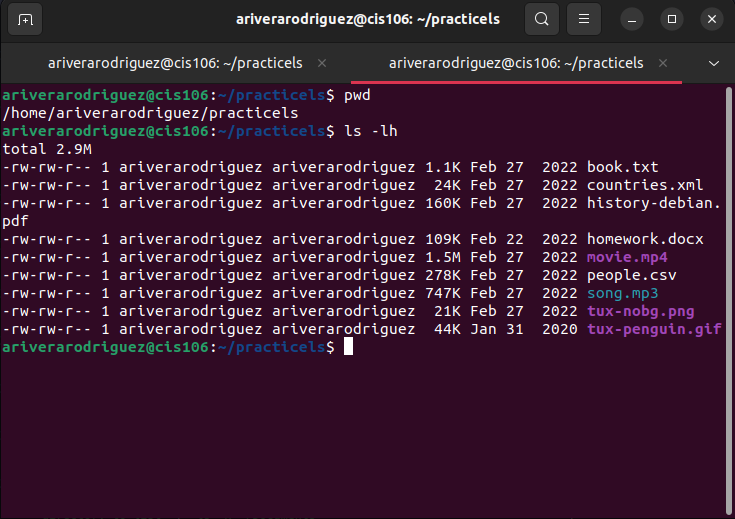 ariverarodriguez@cis106: ~/practicels
ariverarodriguez@cis106: ~/practicels
ariverarodriguez@cis106: ~/practicels
ariverarodriguez@cis106:~/practicels$ pwd
/home/ariverarodriguez/practicels
ariverarodriguez@cis106:~/practicels$ ls -lh
total 2.9M
-rw-rw-r-- 1 ariverarodriguez ariverarodriguez 1.1K Feb 27  2022 book.txt
-rw-rw-r-- 1 ariverarodriguez ariverarodriguez  24K Feb 27  2022 countries.xml
-rw-rw-r-- 1 ariverarodriguez ariverarodriguez 160K Feb 27  2022 history-debian.
pdf
-rw-rw-r-- 1 ariverarodriguez ariverarodriguez 109K Feb 22  2022 homework.docx
-rw-rw-r-- 1 ariverarodriguez ariverarodriguez 1.5M Feb 27  2022 movie.mp4
-rw-rw-r-- 1 ariverarodriguez ariverarodriguez 278K Feb 27  2022 people.csv
-rw-rw-r-- 1 ariverarodriguez ariverarodriguez 747K Feb 27  2022 song.mp3
-rw-rw-r-- 1 ariverarodriguez ariverarodriguez  21K Feb 27  2022 tux-nobg.png
-rw-rw-r-- 1 ariverarodriguez ariverarodriguez  44K Jan 31  2020 tux-penguin.gif
ariverarodriguez@cis106:~/practicels$